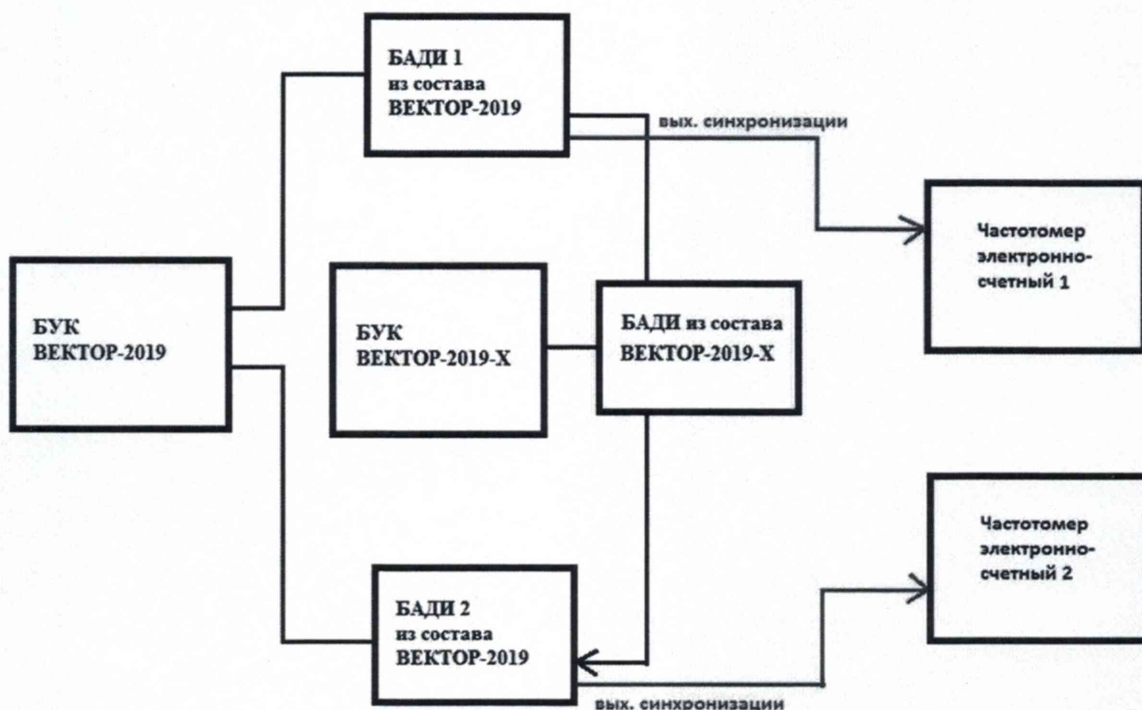 БАДИ 1
из состава
ВЕКТОР-2019
вых. синхронизации
Частотомер
электронно-
счетный 1
БУК
ВЕКТОР-2019
БУК
ВЕКТОР-2019-Х
БАДИ из состава
ВЕКТОР-2019-Х
Частотомер
электронно-
счетный 2
БАДИ 2
из состава
ВЕКТОР-2019
вых. синхронизации